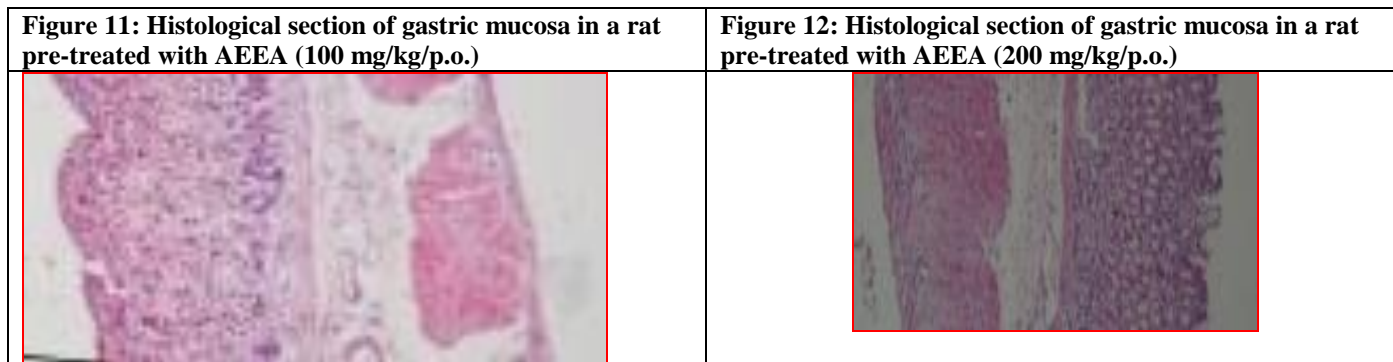 Figure 11: Histological section of gastric mucosa in a rat
pre-treated with AEEA (100 mg/kg/p.o.)
Figure 12: Histological section of gastric mucosa in a rat
pre-treated with AEEA (200 mg/kg/p.o.)